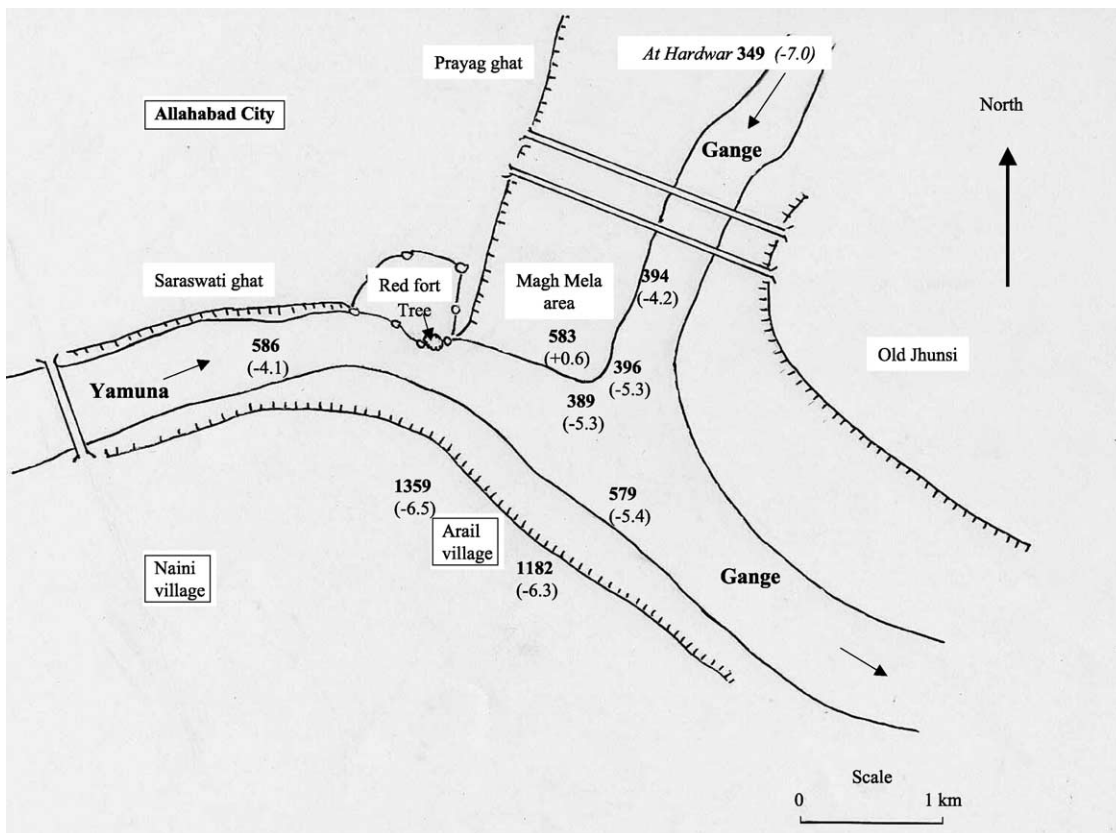 At Hardwar 349 (-7.0)
Prayag ghat
Allahabad City
North
Gange
Saraswati ghat
Red fort
Tree
Magh Mela
area
394
(-4.2)
583
(+0.6)
586
(-4.1)
396
(-5.3)
Old Jhunsi
Yamuna
389
(-5.3)
1359
(-6.5)
579
(-5.4)
Arail
village
Naini
village
1182
(-6.3)
Gange
Scale
0 1 km